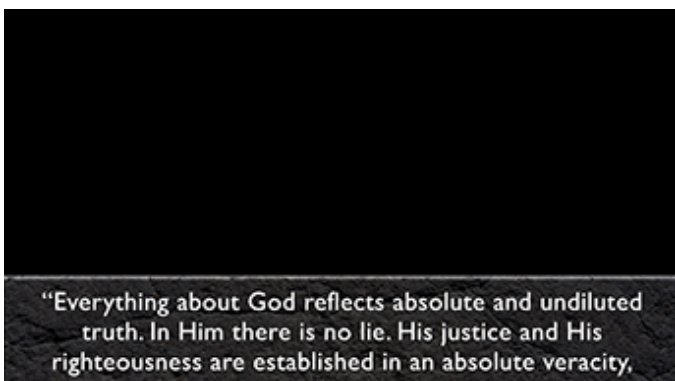 “Everything about God reflects absolute and undiluted
truth. In Him there is no lie. His justice and His
righteousness are established in an absolute veracity,